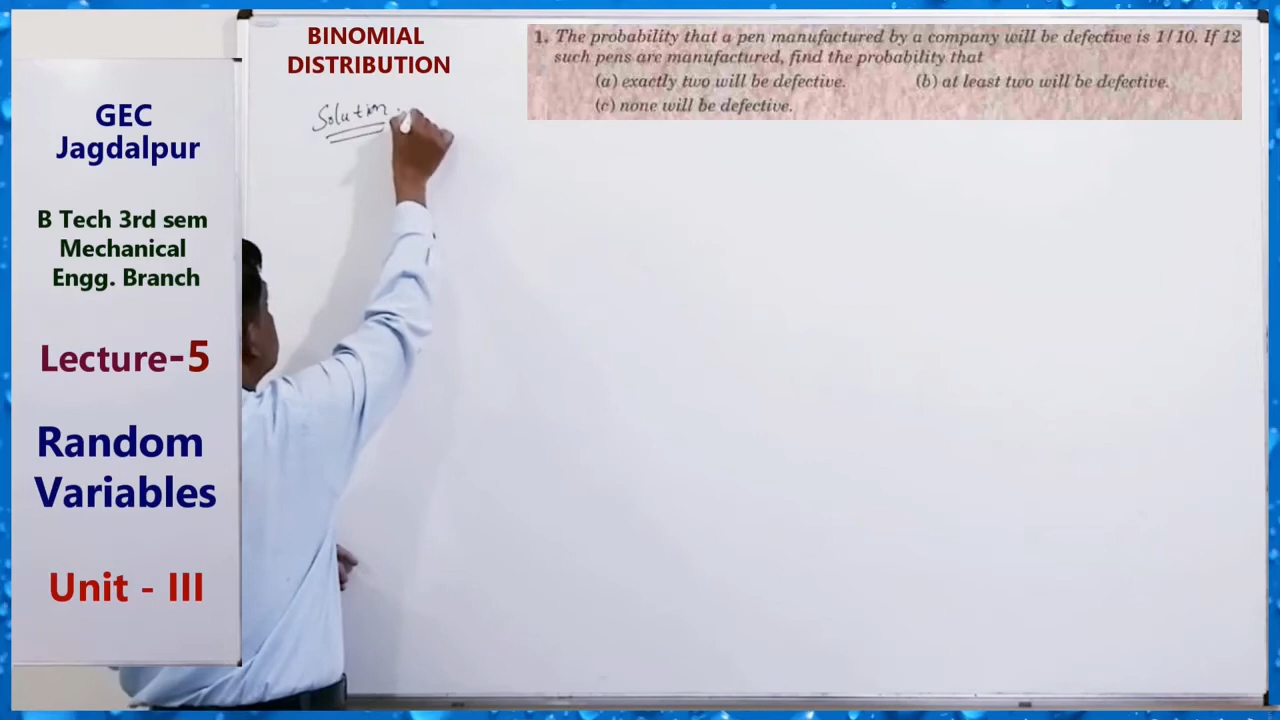 BINOMIAL
DISTRIBUTION
1. The probability that a pen manufactured by a company will be defective is 1/10. If 12
such pens are manufactured, find the probability that
(a) exactly two will be defective. (b) at least two will be defective.
(c) none will be defective.
Solution:
GEC
Jagdalpur
B Tech 3rd sem
Mechanical
Engg. Branch
Lecture-5
Random
Variables
Unit - III